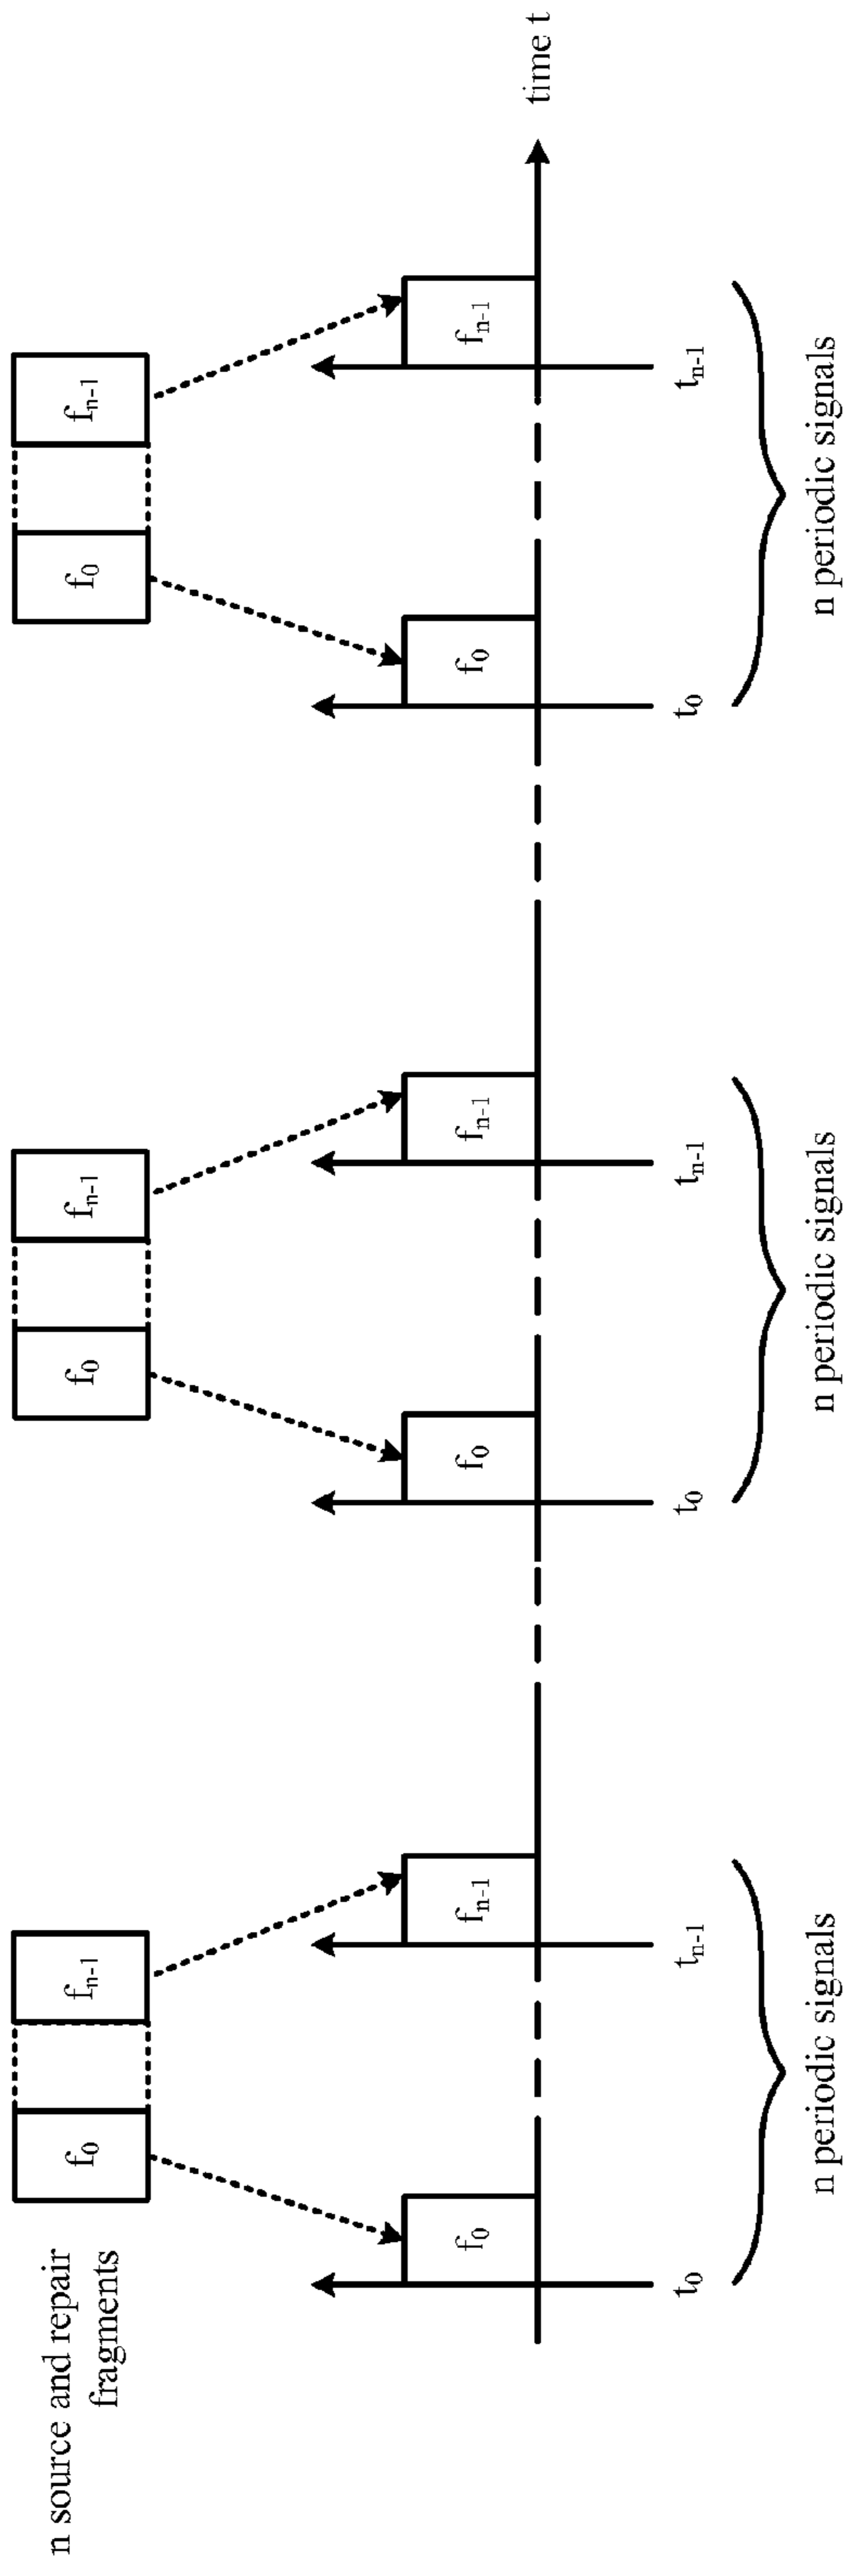 n source and repair
fragments
f0 fn-1 f0 fn-1 f0 fn-1
f0 fn-1 f0 fn-1 f0 fn-1
time t
t0 tn-1 t0 tn-1 t0 tn-1
n periodic signals n periodic signals n periodic signals